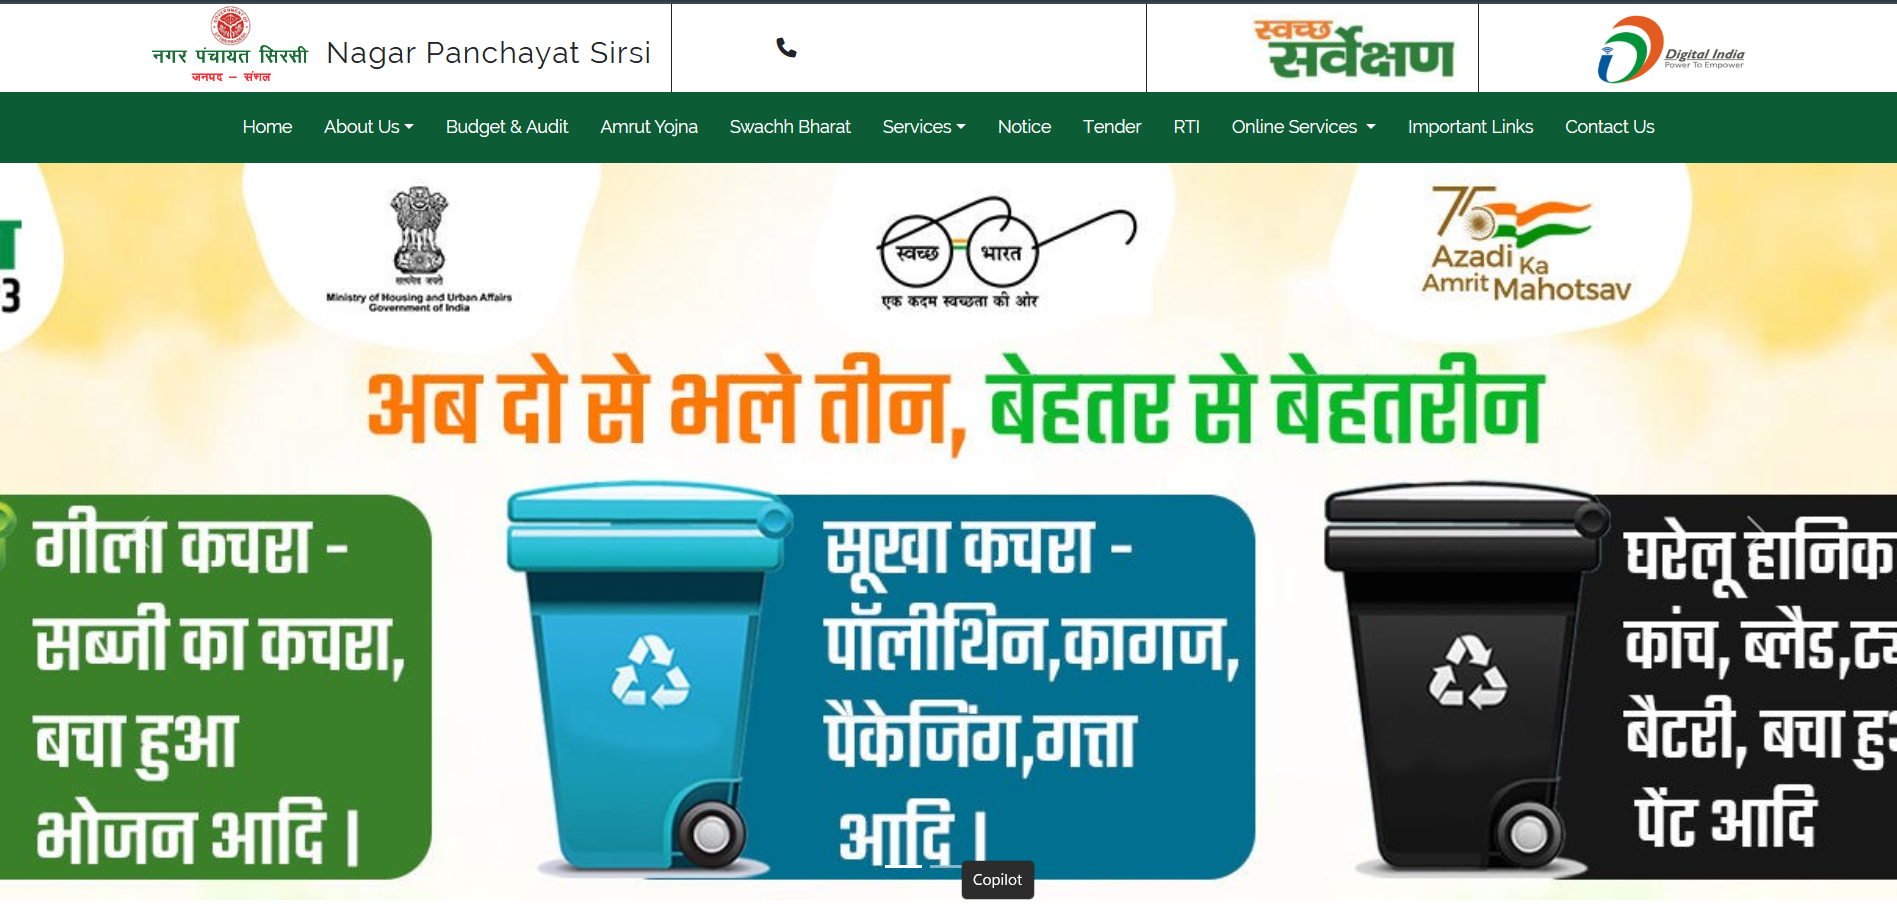 नगर पंचायत सिरसी
जनपद – संभल
Nagar Panchayat Sirsi
स्वच्छ
सर्वेक्षण
Digital India
Power To Empower
Home About Us Budget & Audit Amrut Yojna Swachh Bharat Services Notice Tender RTI Online Services Important Links Contact Us
3
सत्यमेव जयते
Ministry of Housing and Urban Affairs
Government of India
स्वच्छ भारत
एक कदम स्वच्छता की ओर
75
Azadi Ka
Amrit Mahotsav
अब दो से भले तीन, बेहतर से बेहतरीन
गीला कचरा -
सब्जी का कचरा,
बचा हुआ
भोजन आदि |
सूखा कचरा -
पॉलीथिन,कागज,
पैकेजिंग,गत्ता
आदि |
घरेलू हानिक
कांच, ब्लैड,
बैटरी, बचा हु
पेंट आदि
Copilot